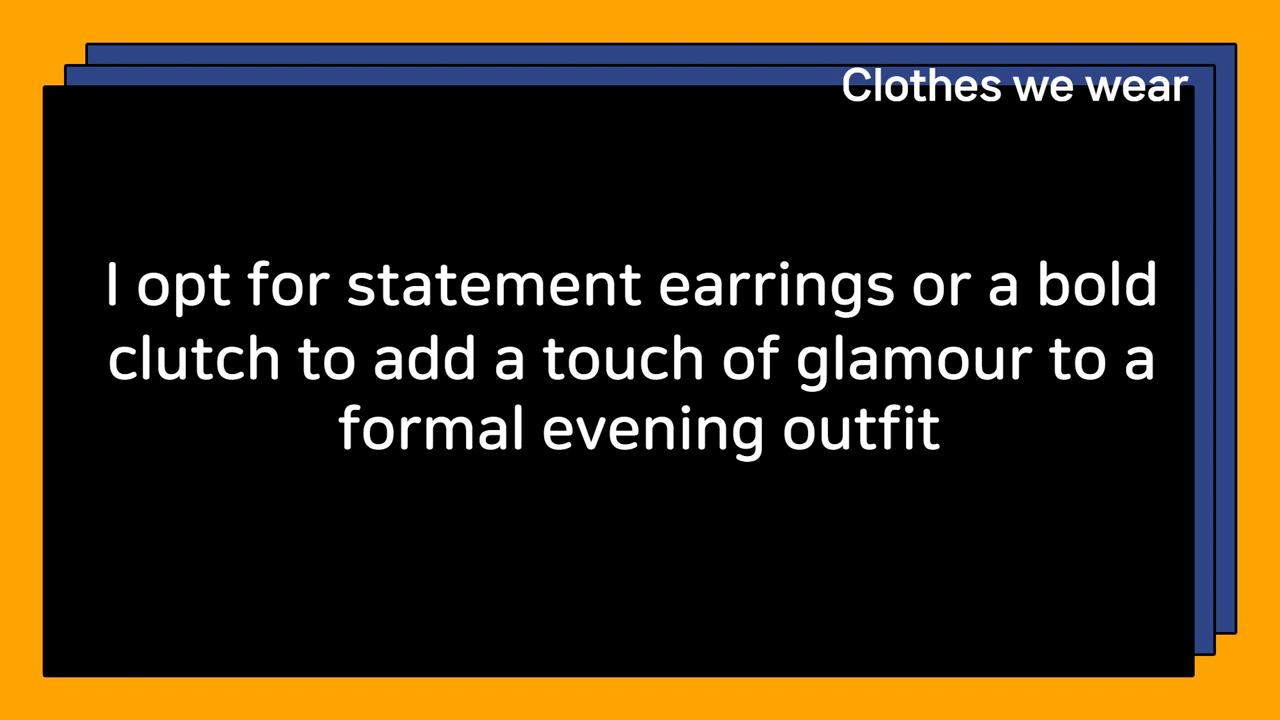 Clothes we wear
I opt for statement earrings or a bold
clutch to add a touch of glamour to a
formal evening outfit